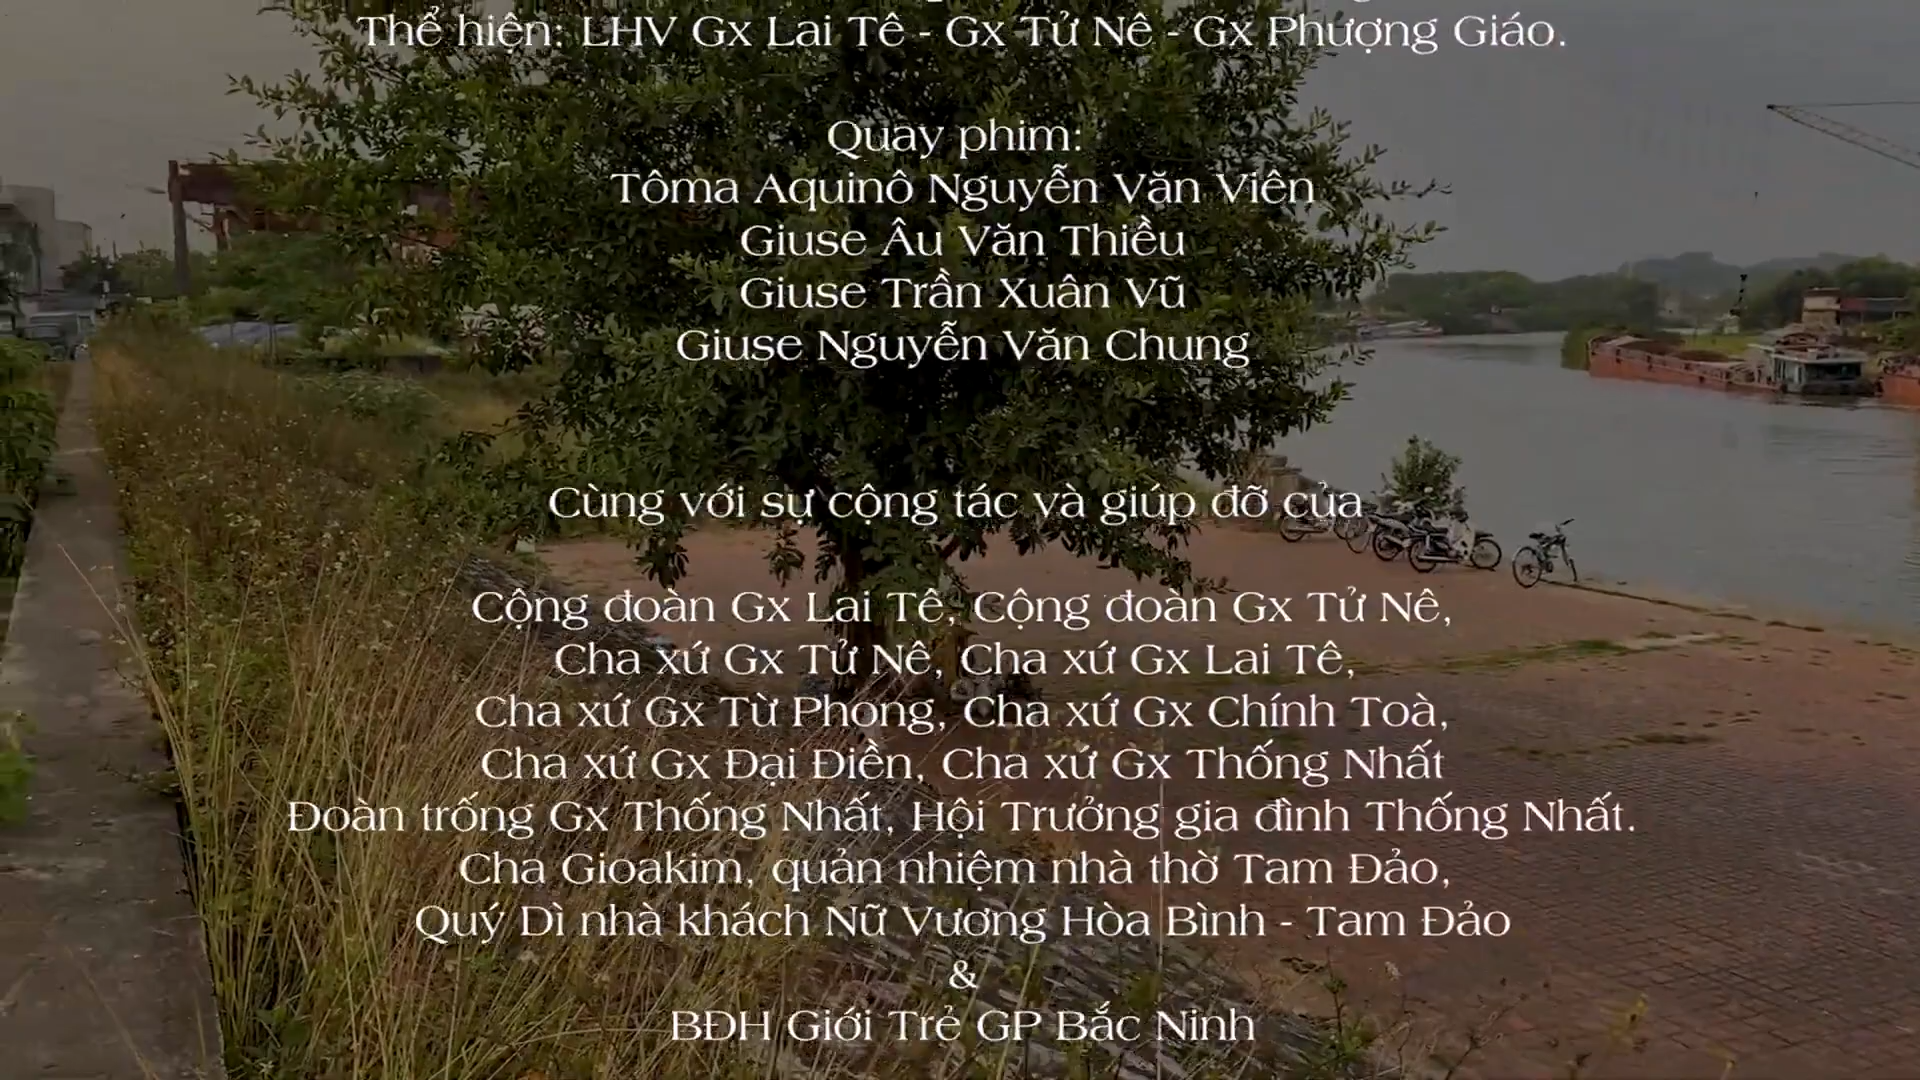 Thể hiện: LHV Gx Lai Tê - Gx Tử Nê - Gx Phượng Giáo.
Quay phim:
Tôma Aquinô Nguyễn Văn Viên
Giuse Âu Văn Thiều
Giuse Trần Xuân Vũ
Giuse Nguyễn Văn Chung
Cùng với sự cộng tác và giúp đỡ của
Cộng đoàn Gx Lai Tê, Cộng đoàn Gx Tử Nê,
Cha xứ Gx Tử Nê, Cha xứ Gx Lai Tê,
Cha xứ Gx Từ Phong, Cha xứ Gx Chính Toà,
Cha xứ Gx Đại Điền, Cha xứ Gx Thống Nhất
Đoàn trống Gx Thống Nhất, Hội Trưởng gia đình Thống Nhất.
Cha Gioakim, quản nhiệm nhà thờ Tam Đảo,
Quý Dì nhà khách Nữ Vương Hòa Bình - Tam Đảo
&
BĐH Giới Trẻ GP Bắc Ninh